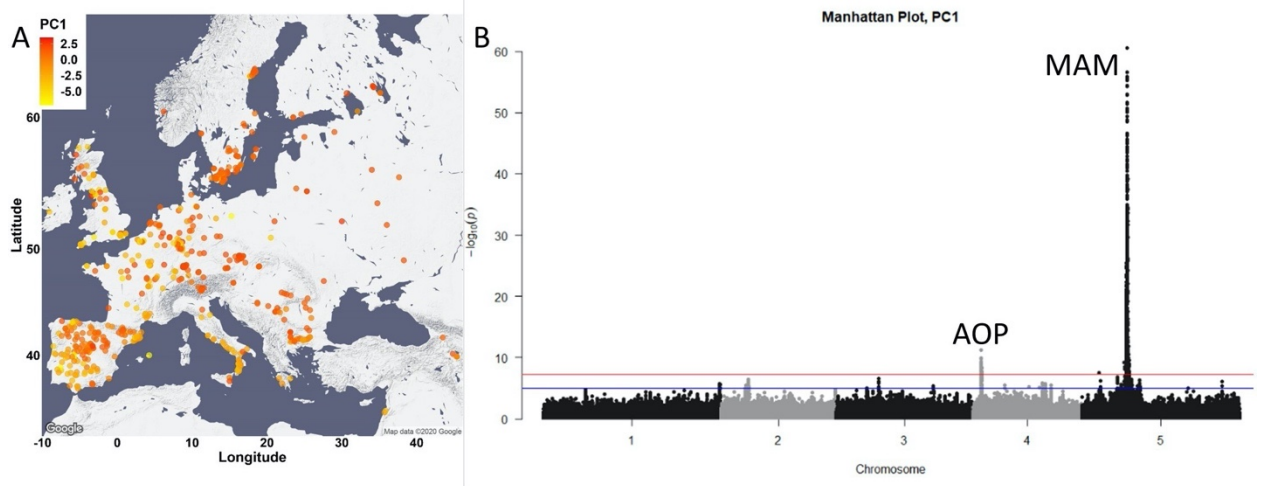 A
PC1
2.5
0.0
-2.5
-5.0
60
50
40
Latitude
-10
0
10
20
30
40
Longitude
Google
Map data ©2020 Google
B
Manhattan Plot, PC1
MAM
AOP
−log₁₀(p)
60
50
40
30
20
10
0
1
2
3
4
5
Chromosome